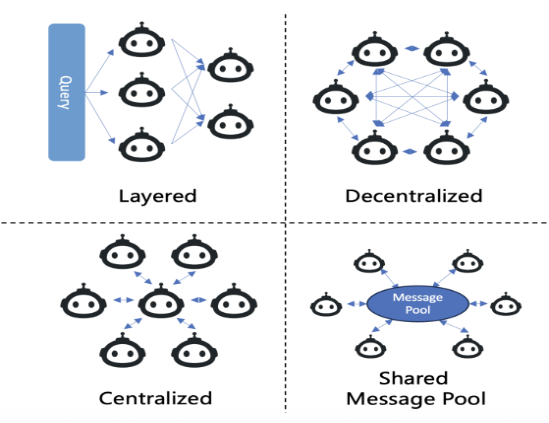 Query
Layered
Decentralized
Centralized
Message
Pool
Shared
Message Pool